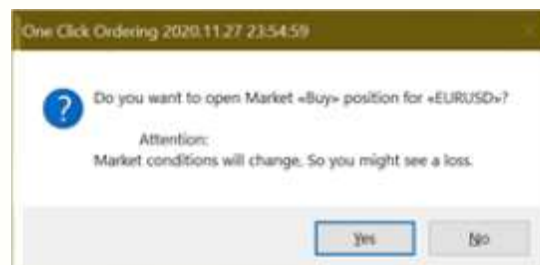 One Click Ordering 2020.11.27 23:54:59
Do you want to open Market «Buy» position for «EURUSD»?
Attention:
Market conditions will change. So you might see a loss.
Yes
No